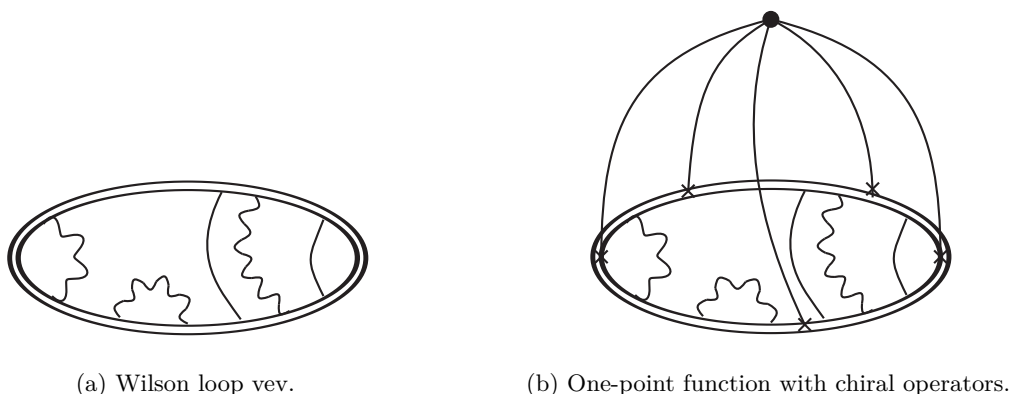 (a) Wilson loop vev.
(b) One-point function with chiral operators.